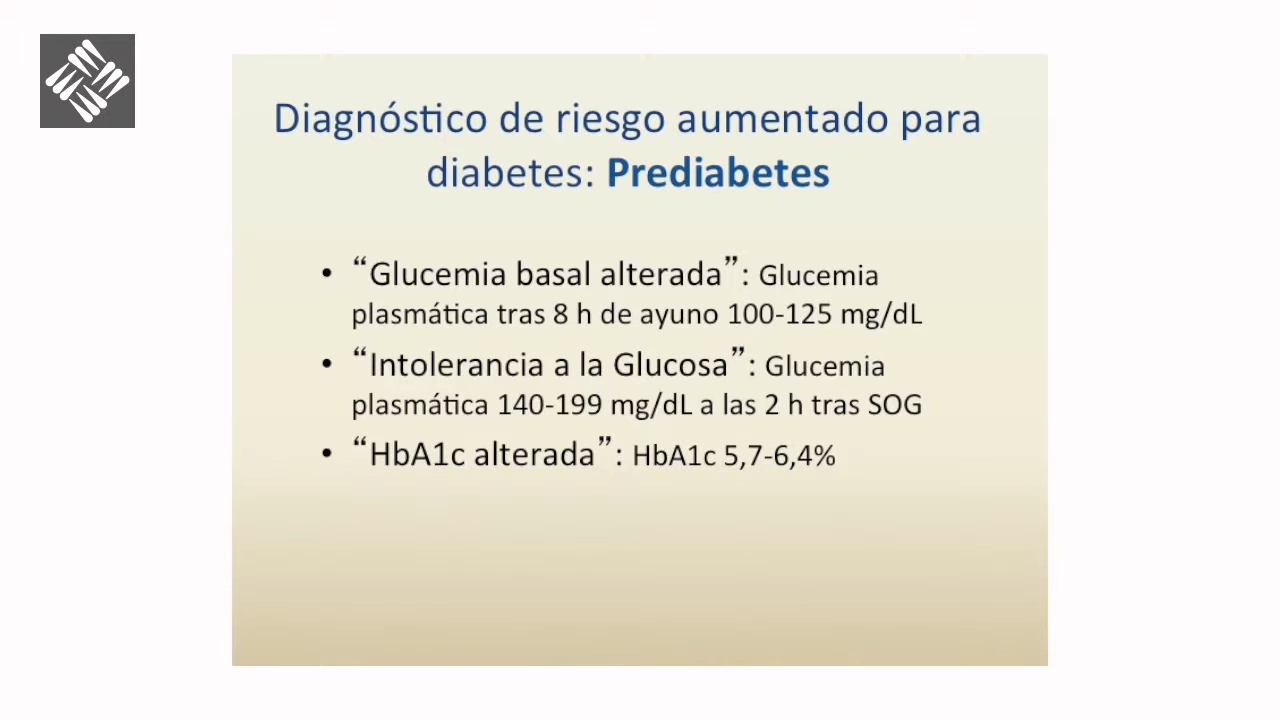 Diagnóstico de riesgo aumentado para
diabetes: Prediabetes
• “Glucemia basal alterada”: Glucemia
plasmática tras 8 h de ayuno 100-125 mg/dL
• “Intolerancia a la Glucosa”: Glucemia
plasmática 140-199 mg/dL a las 2 h tras SOG
• “HbA1c alterada”: HbA1c 5,7-6,4%